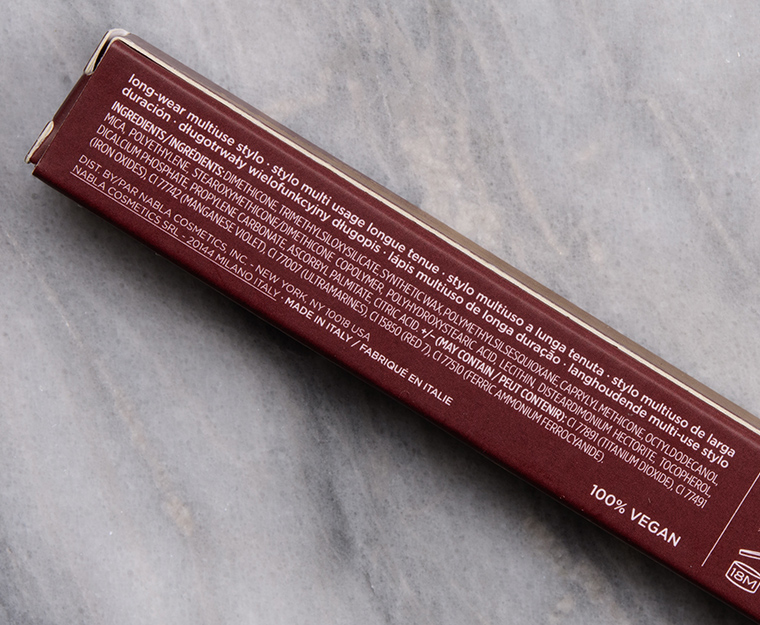 long-wear multiuse stylo · stylo multi usage longue tenue · stylo multiuso a lunga tenuta · stylo multiuso de larga
duración · długotrwały wielofunkcyjny długopis · lápis multiuso de longa duração · langhoudende multi-use stylo
INGREDIENTS/INGRÉDIENTS: DIMETHICONE, TRIMETHYLSILOXYSILICATE, SYNTHETIC WAX, POLYMETHYLSILSESQUIOXANE, CAPRYLYL METHICONE, OCTYLDODECANOL
MICA, POLYETHYLENE, STEAROXYMETHICONE/DIMETHICONE COPOLYMER, POLYHYDROXYSTEARIC ACID, LECITHIN, DISTEARDIMONIUM HECTORITE, TOCOPHEROL,
DICALCIUM PHOSPHATE, PROPYLENE CARBONATE, ASCORBYL PALMITATE, CITRIC ACID. +/- (MAY CONTAIN / PEUT CONTENIR): CI 77891 (TITANIUM DIOXIDE), CI 77491
(IRON OXIDES), CI 77742 (MANGANESE VIOLET), CI 77007 (ULTRAMARINES), CI 15850 (RED 7), CI 77510 (FERRIC AMMONIUM FERROCYANIDE).
DIST. BY/PAR NABLA COSMETICS, INC. - NEW YORK, NY 10018 USA
NABLA COSMETICS SRL - 20144 MILANO ITALY · MADE IN ITALY / FABRIQUÉ EN ITALIE
100% VEGAN
18M